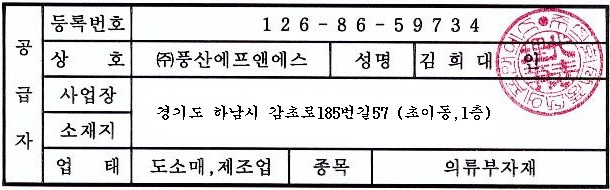 공급자
등록번호 126-86-59734
상 호 ㈜풍산에프앤에스 성명 김희대 인
사업장 소재지 경기도 하남시 감초로185번길57 (초이동,1층)
업 태 도소매,제조업 종목 의류부자재